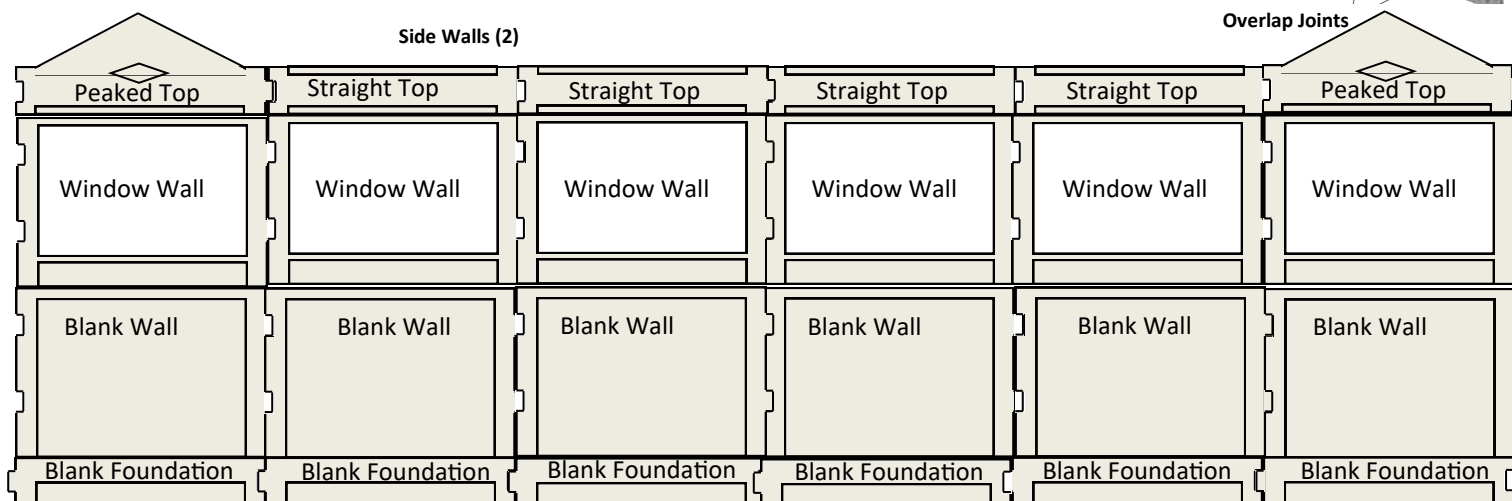 Overlap Joints
Side Walls (2)
Peaked Top Straight Top Straight Top Straight Top Straight Top Peaked Top
Window Wall Window Wall Window Wall Window Wall Window Wall Window Wall
Blank Wall Blank Wall Blank Wall Blank Wall Blank Wall Blank Wall
Blank Foundation Blank Foundation Blank Foundation Blank Foundation Blank Foundation Blank Foundation